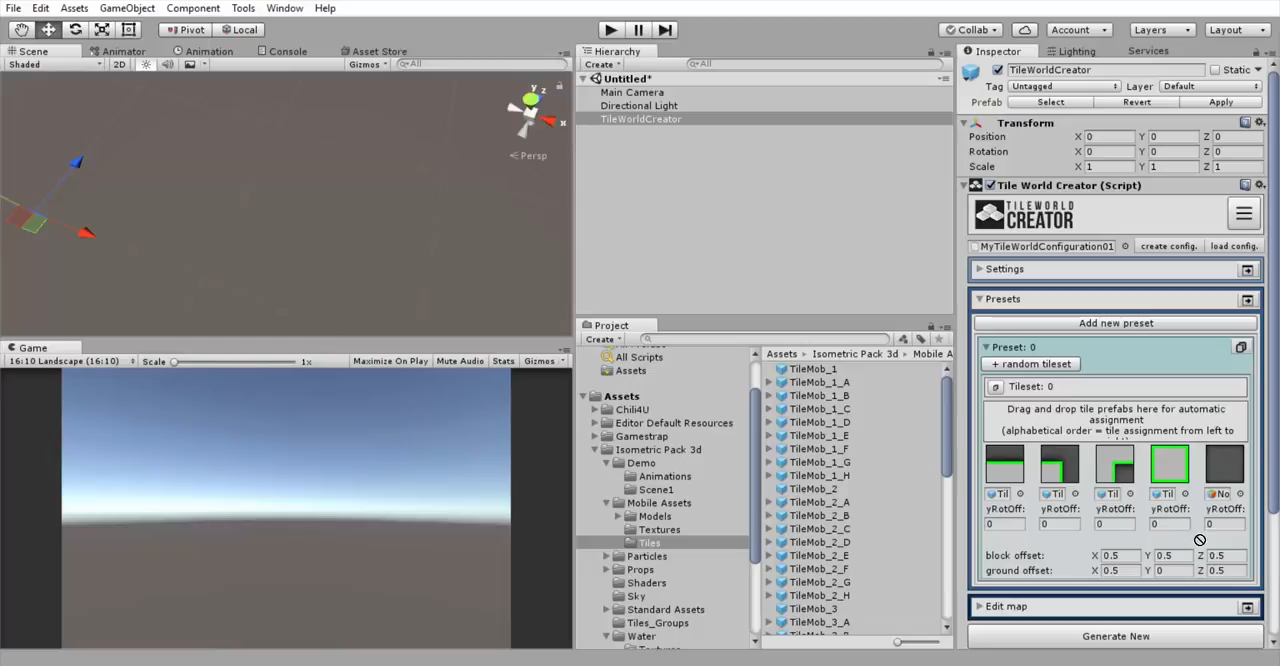 File Edit Assets GameObject Component Tools Window Help
Pivot Local Collab Account Layers Layout
Scene Animator Animation Console Asset Store
Shaded 2D Gizmos All
y z
x
Persp
Game
16:10 Landscape (16:10) Scale 1x Maximize On Play Mute Audio Stats Gizmos
Hierarchy
Create All
Untitled*
Main Camera
Directional Light
TileWorldCreator
Project
Create
All Scripts
Assets
Assets
Chili4U
Editor Default Resources
Gamestrap
Isometric Pack 3d
Demo
Animations
Scene1
Mobile Assets
Models
Textures
Tiles
Particles
Props
Shaders
Sky
Standard Assets
Tiles_Groups
Water
Assets Isometric Pack 3d Mobile A
TileMob_1
TileMob_1_A
TileMob_1_B
TileMob_1_C
TileMob_1_D
TileMob_1_E
TileMob_1_F
TileMob_1_G
TileMob_1_H
TileMob_2
TileMob_2_A
TileMob_2_B
TileMob_2_C
TileMob_2_D
TileMob_2_E
TileMob_2_F
TileMob_2_G
TileMob_2_H
TileMob_3
TileMob_3_A
Inspector Lighting Services
TileWorldCreator Static
Tag Untagged Layer Default
Prefab Select Revert Apply
Transform
Position X 0 Y 0 Z 0
Rotation X 0 Y 0 Z 0
Scale X 1 Y 1 Z 1
Tile World Creator (Script)
TILEWORLD
CREATOR
MyTileWorldConfiguration01 create config. load config.
Settings
Presets
Add new preset
Preset: 0
+ random tileset
Tileset: 0
Drag and drop tile prefabs here for automatic
assignment
(alphabetical order = tile assignment from left to
Til Til Til Til No
yRotOff: yRotOff: yRotOff: yRotOff: yRotOff:
0 0 0 0 0
block offset: X 0.5 Y 0.5 Z 0.5
ground offset: X 0.5 Y 0 Z 0.5
Edit map
Generate New